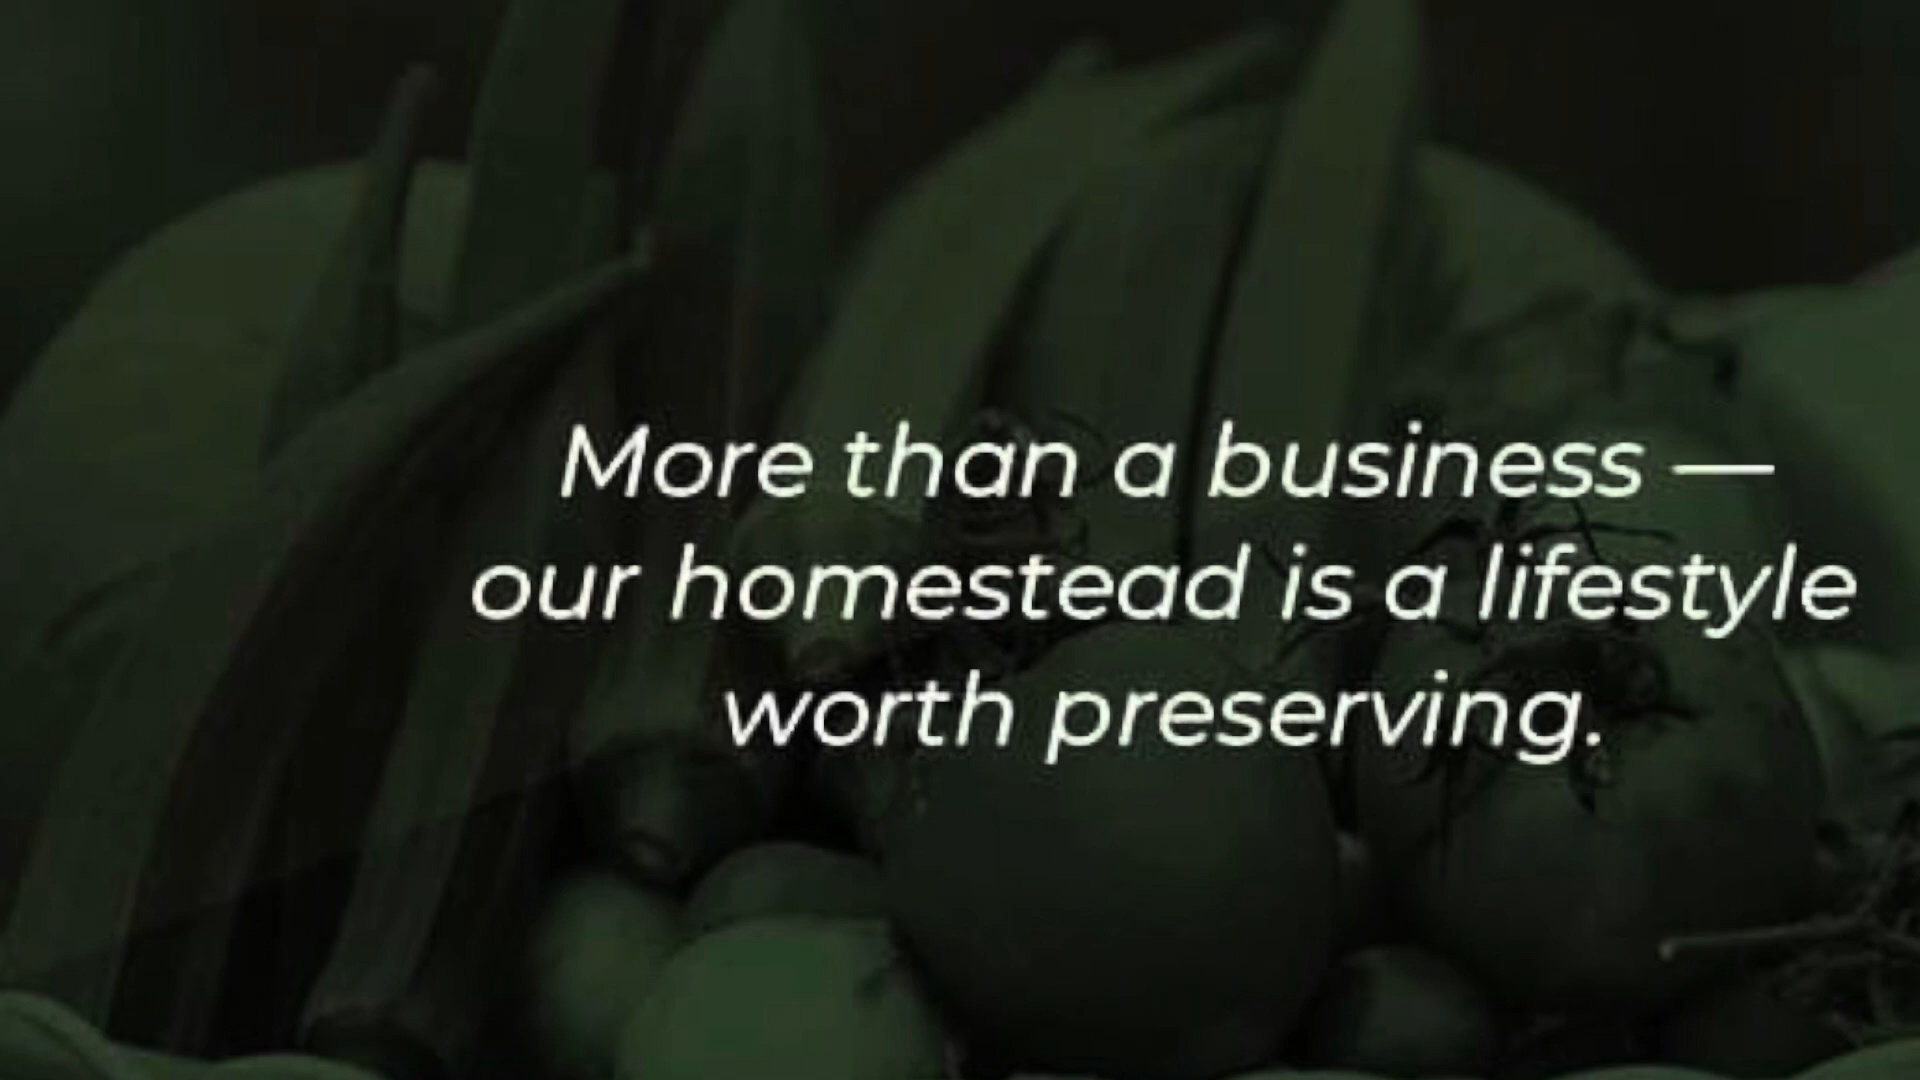 More than a business —
our homestead is a lifestyle
worth preserving.